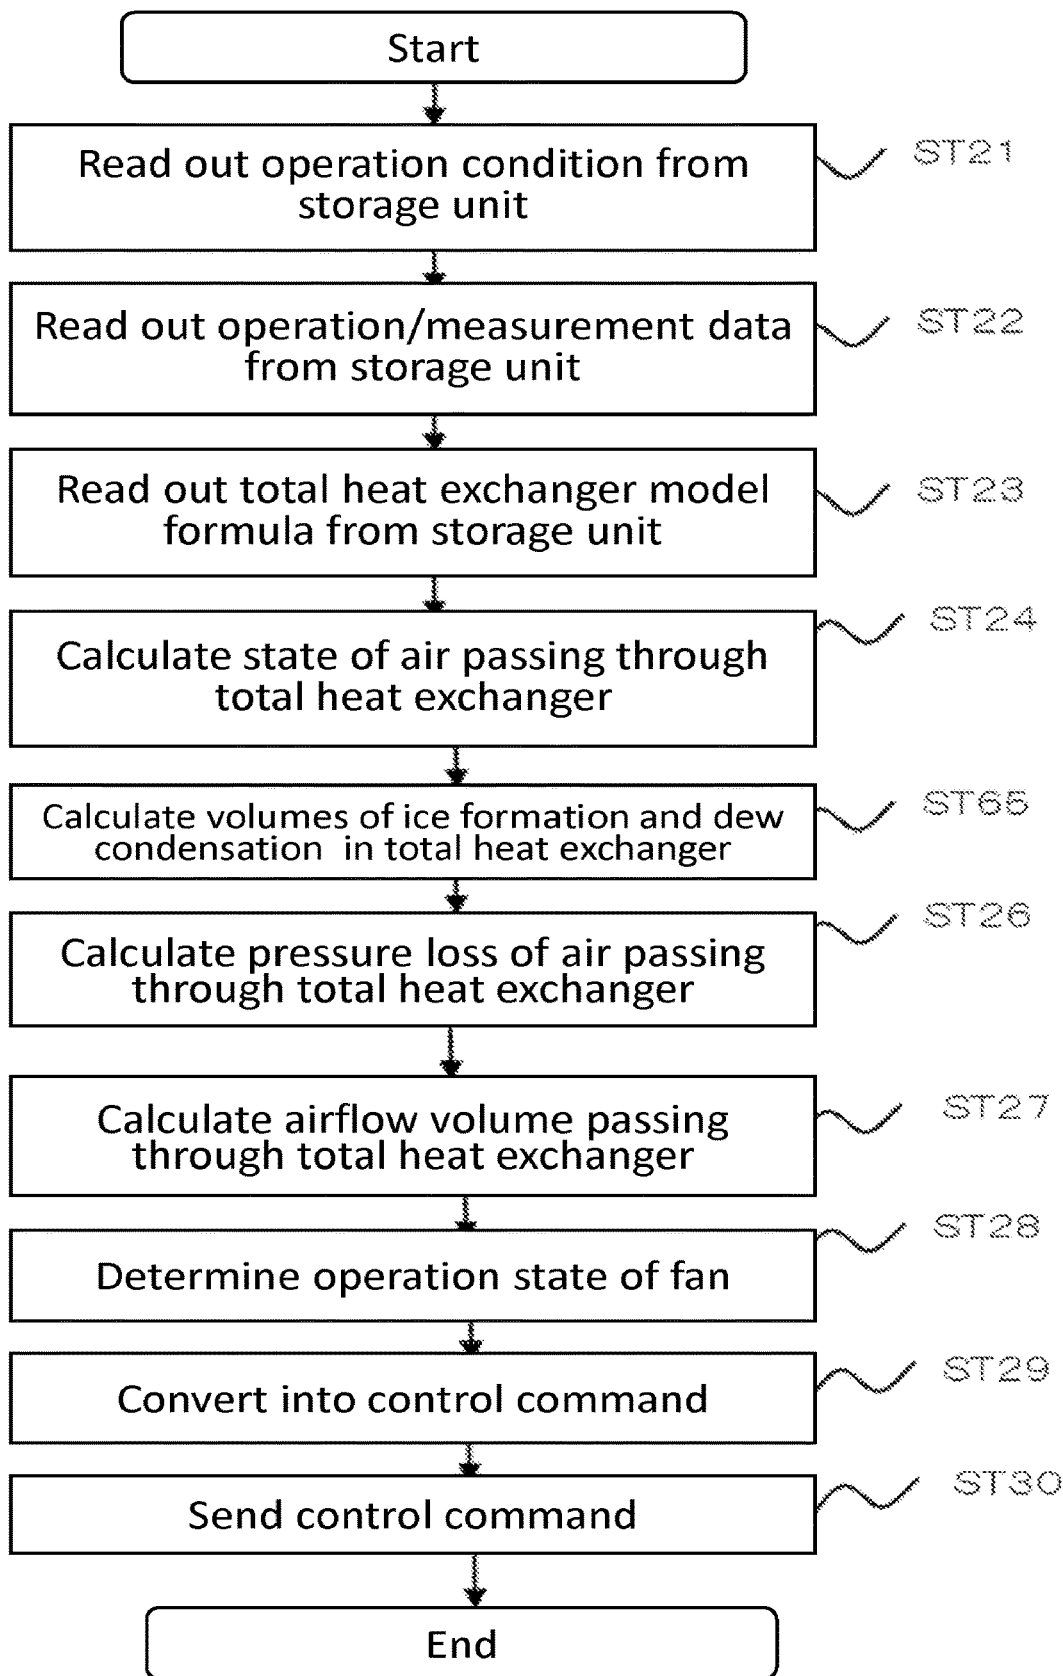 Start
Read out operation condition from
storage unit
ST21
Read out operation/measurement data
from storage unit
ST22
Read out total heat exchanger model
formula from storage unit
ST23
Calculate state of air passing through
total heat exchanger
ST24
Calculate volumes of ice formation and dew
condensation in total heat exchanger
ST65
Calculate pressure loss of air passing
through total heat exchanger
ST26
Calculate airflow volume passing
through total heat exchanger
ST27
Determine operation state of fan
ST28
Convert into control command
ST29
Send control command
ST30
End